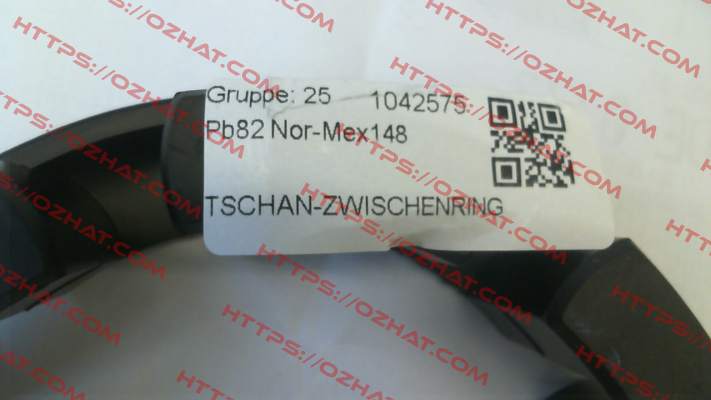 Gruppe: 25 1042575
Pb82 Nor-Mex148
TSCHAN-ZWISCHENRING
HTTPS://OZHAT.COM